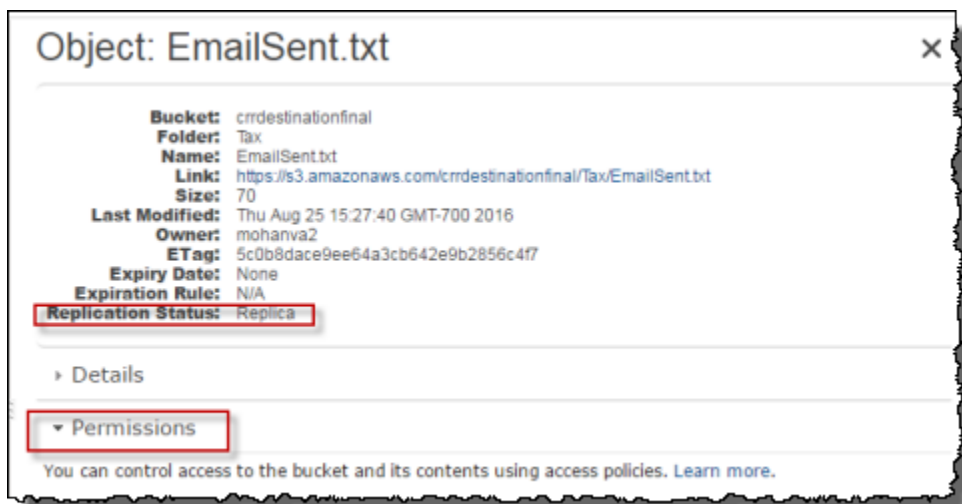 Object: EmailSent.txt
Bucket: crrdestinationfinal
Folder: Tax
Name: EmailSent.txt
Link: https://s3.amazonaws.com/crrdestinationfinal/Tax/EmailSent.txt
Size: 70
Last Modified: Thu Aug 25 15:27:40 GMT-700 2016
Owner: mohanva2
ETag: 5c0b8dace9ee64a3cb642e9b2856c4f7
Expiry Date: None
Expiration Rule: N/A
Replication Status: Replica
Details
Permissions
You can control access to the bucket and its contents using access policies. Learn more.